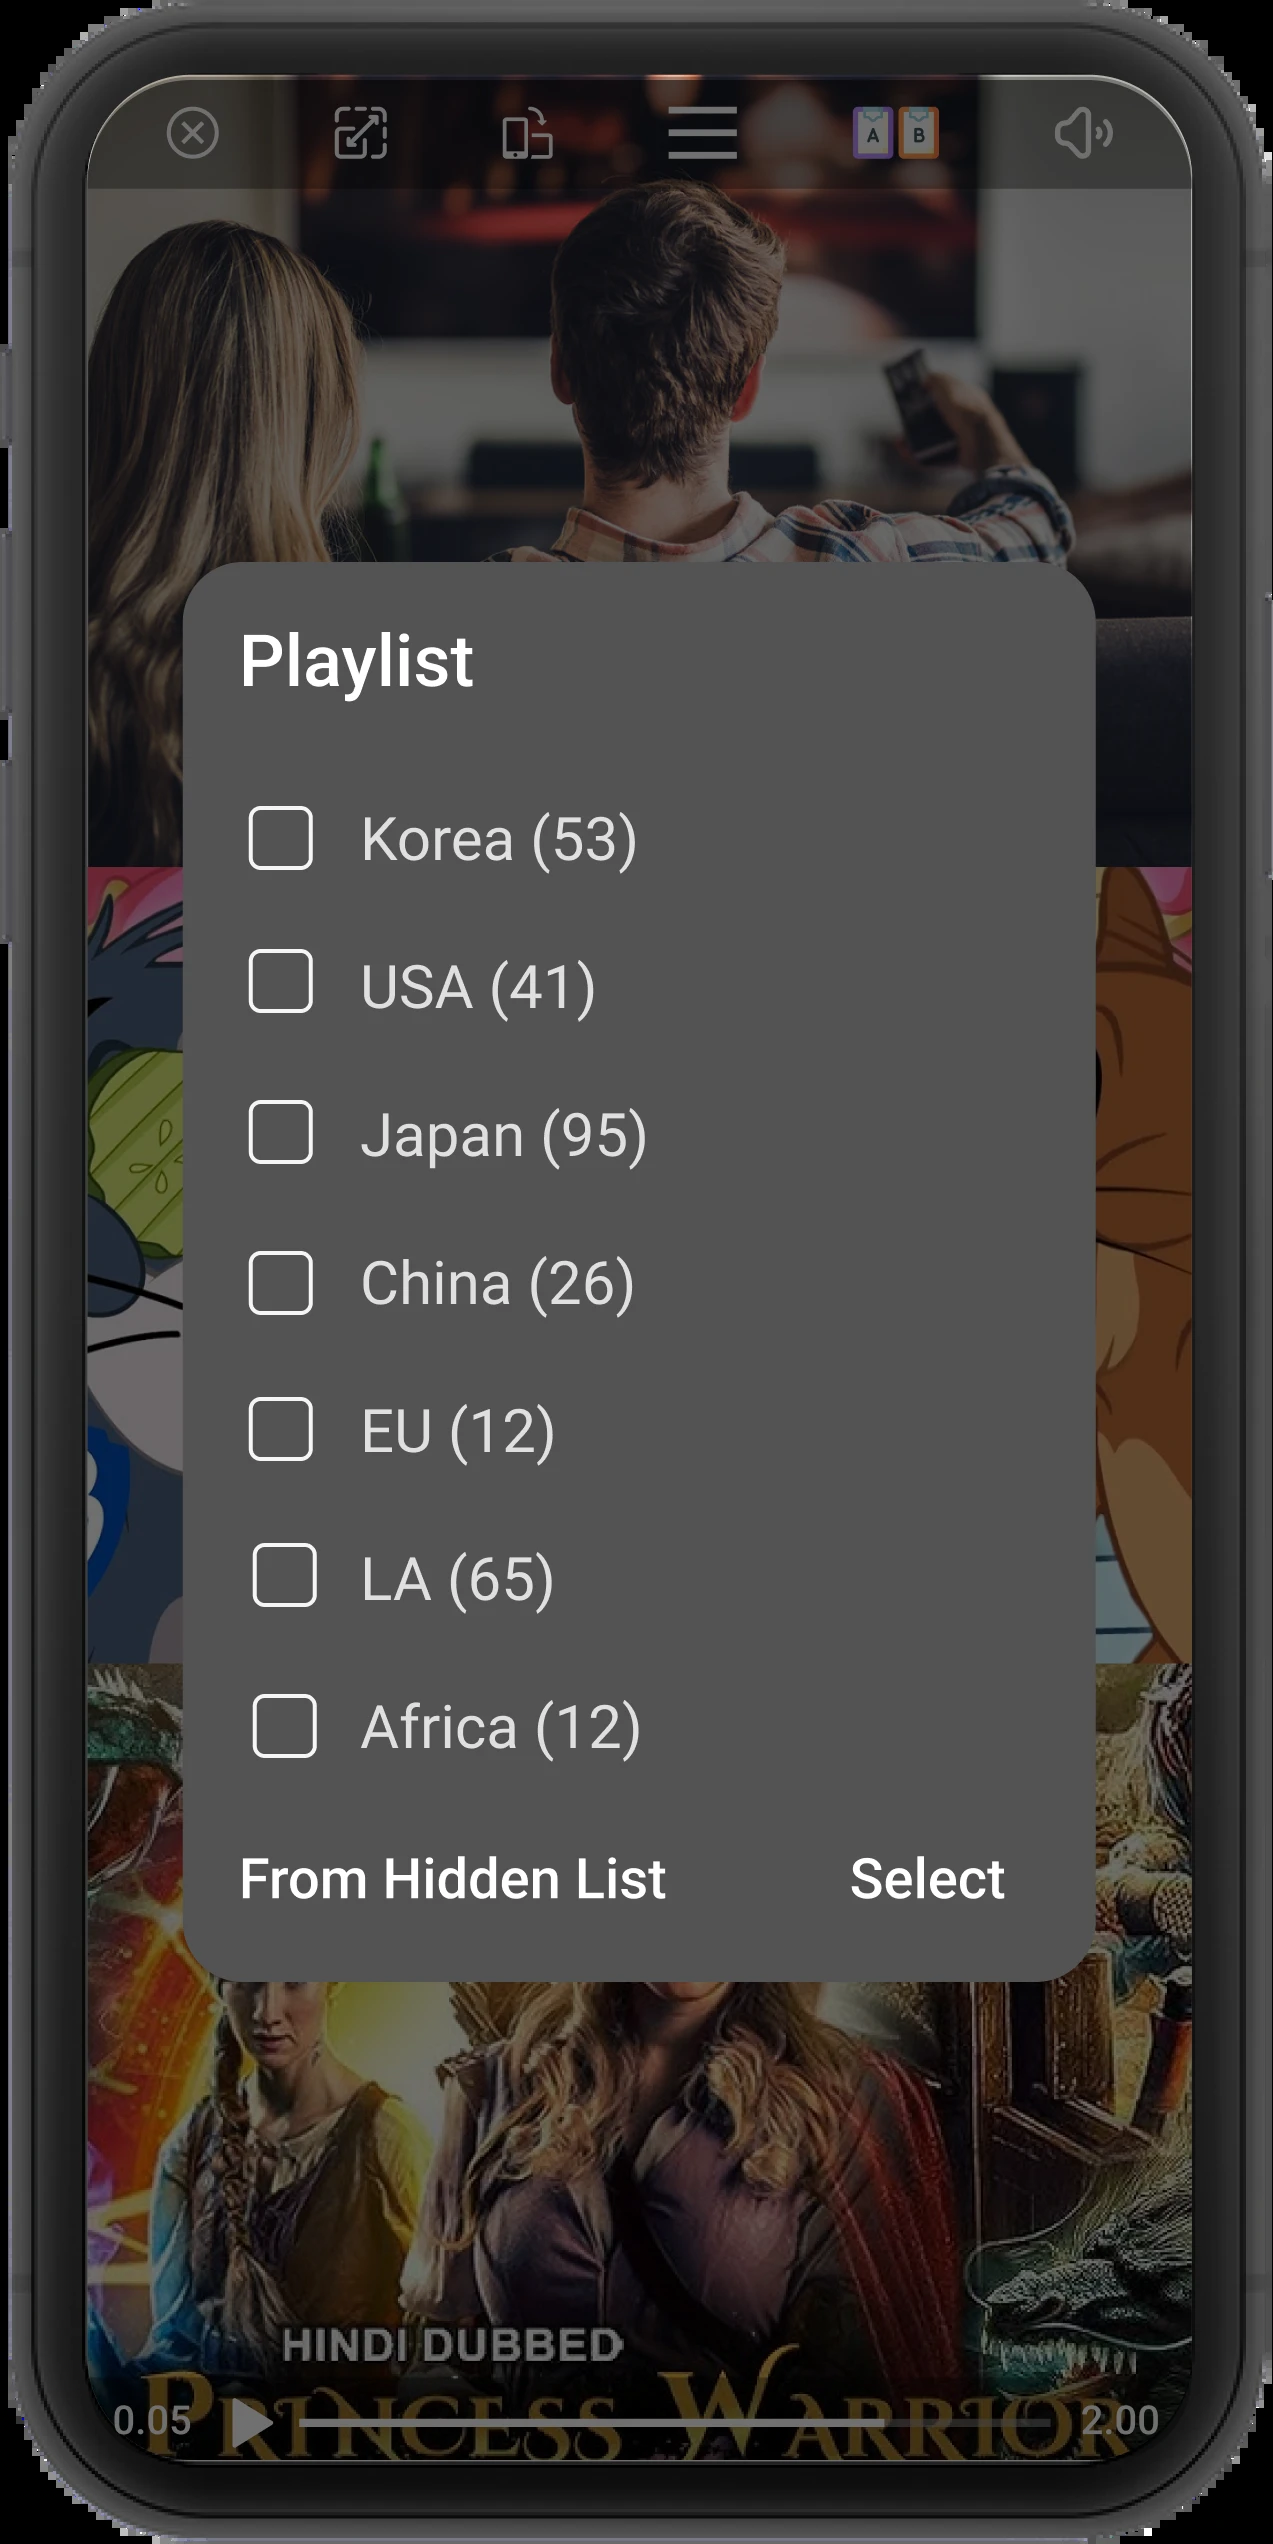 A B
Playlist
Korea (53)
USA (41)
Japan (95)
China (26)
EU (12)
LA (65)
Africa (12)
From Hidden List Select
HINDI DUBBED
PRINCESS WARRIOR
0.05 2.00